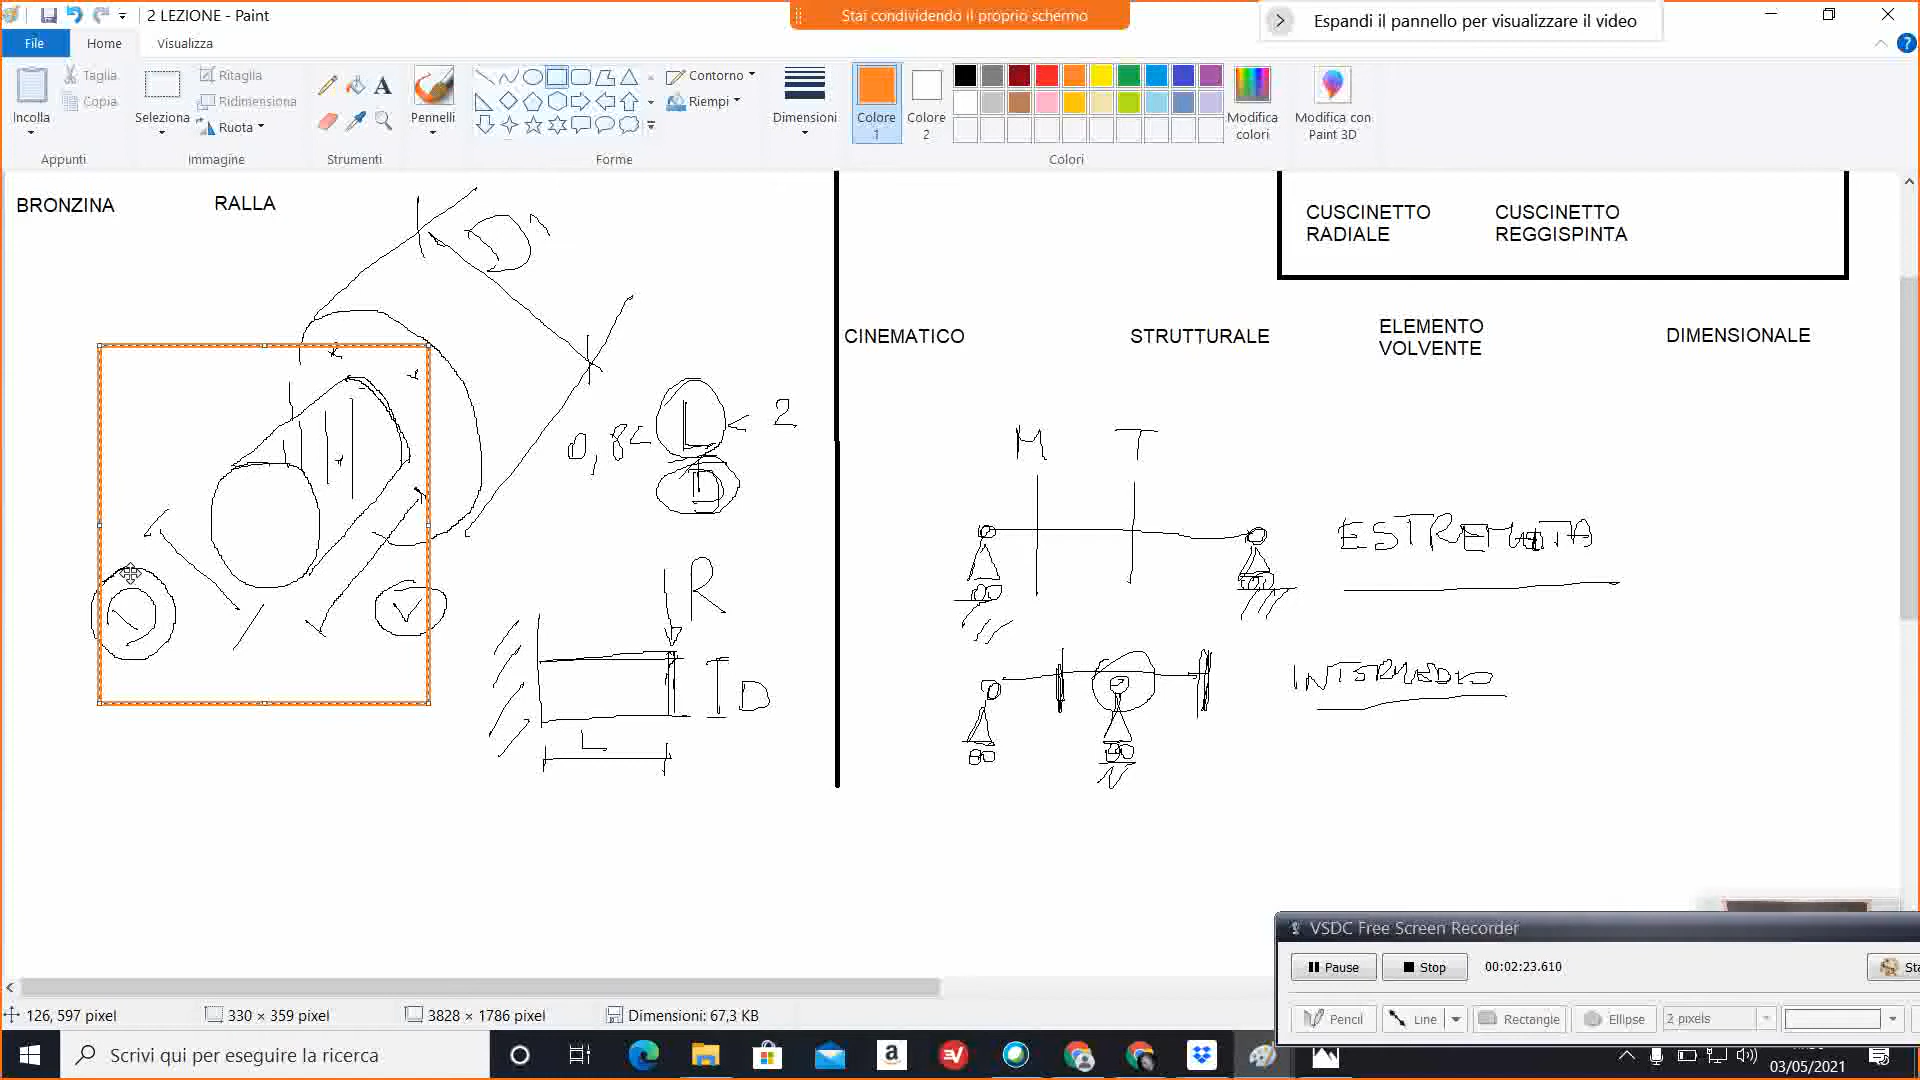 2 LEZIONE - Paint
Stai condividendo il proprio schermo
Espandi il pannello per visualizzare il video
File
Home
Visualizza
Incolla
Taglia
Copia
Appunti
Seleziona
Ritaglia
Ridimensiona
Ruota
Immagine
A
Strumenti
Pennelli
Forme
Contorno
Riempi
Dimensioni
Colore 1
Colore 2
Modifica colori
Colori
Modifica con Paint 3D
BRONZINA
RALLA
CUSCINETTO RADIALE
CUSCINETTO REGGISPINTA
CINEMATICO
STRUTTURALE
ELEMENTO VOLVENTE
DIMENSIONALE
D
0,8 < L / D < 2
R
D
L
M
T
INTERMEDIO
VSDC Free Screen Recorder
Pause
Stop
00:02:23.610
Sta
Pencil
Line
Rectangle
Ellipse
2 pixels
126, 597 pixel
330 × 359 pixel
3828 × 1786 pixel
Dimensioni: 67,3 KB
Scrivi qui per eseguire la ricerca
03/05/2021